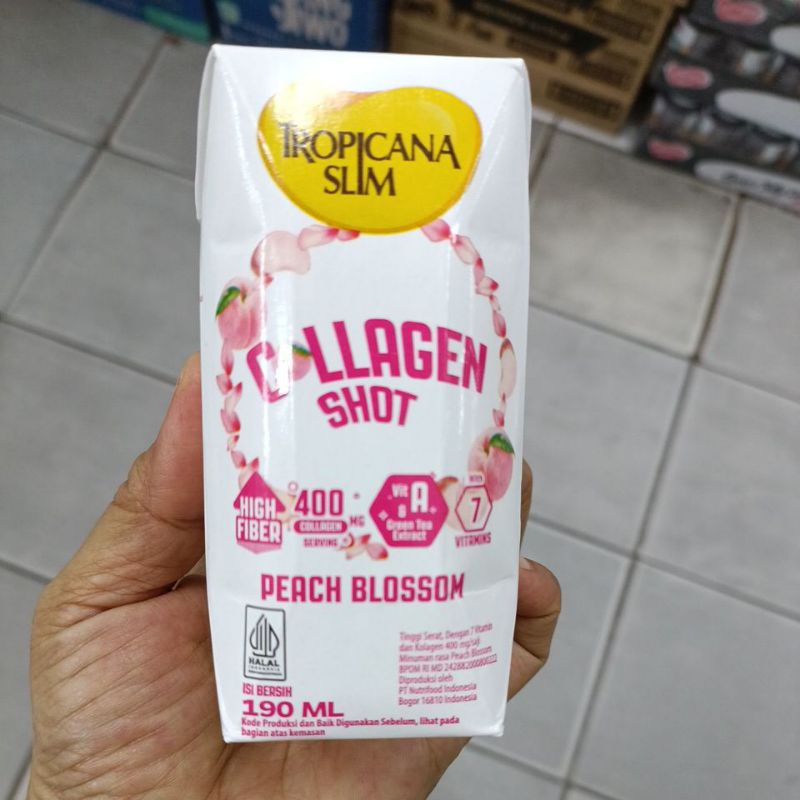 TROPICANA
SLIM
COLLAGEN
SHOT
HIGH
FIBER
400 MG
COLLAGEN
SERVING
Vit A
&
Green Tea
Extract
WITH
7
VITAMINS
PEACH BLOSSOM
HALAL
INDONESIA
ISI BERSIH
190 ML
Tinggi Serat, Dengan 7 Vitamin
dan Kolagen 400 mg/saji
Minuman rasa Peach Blossom
BPOM RI MD
Diproduksi oleh
PT Nutrifood Indonesia
Bogor 16810 Indonesia
Kode Produksi dan Baik Digunakan Sebelum, lihat pada
bagian atas kemasan